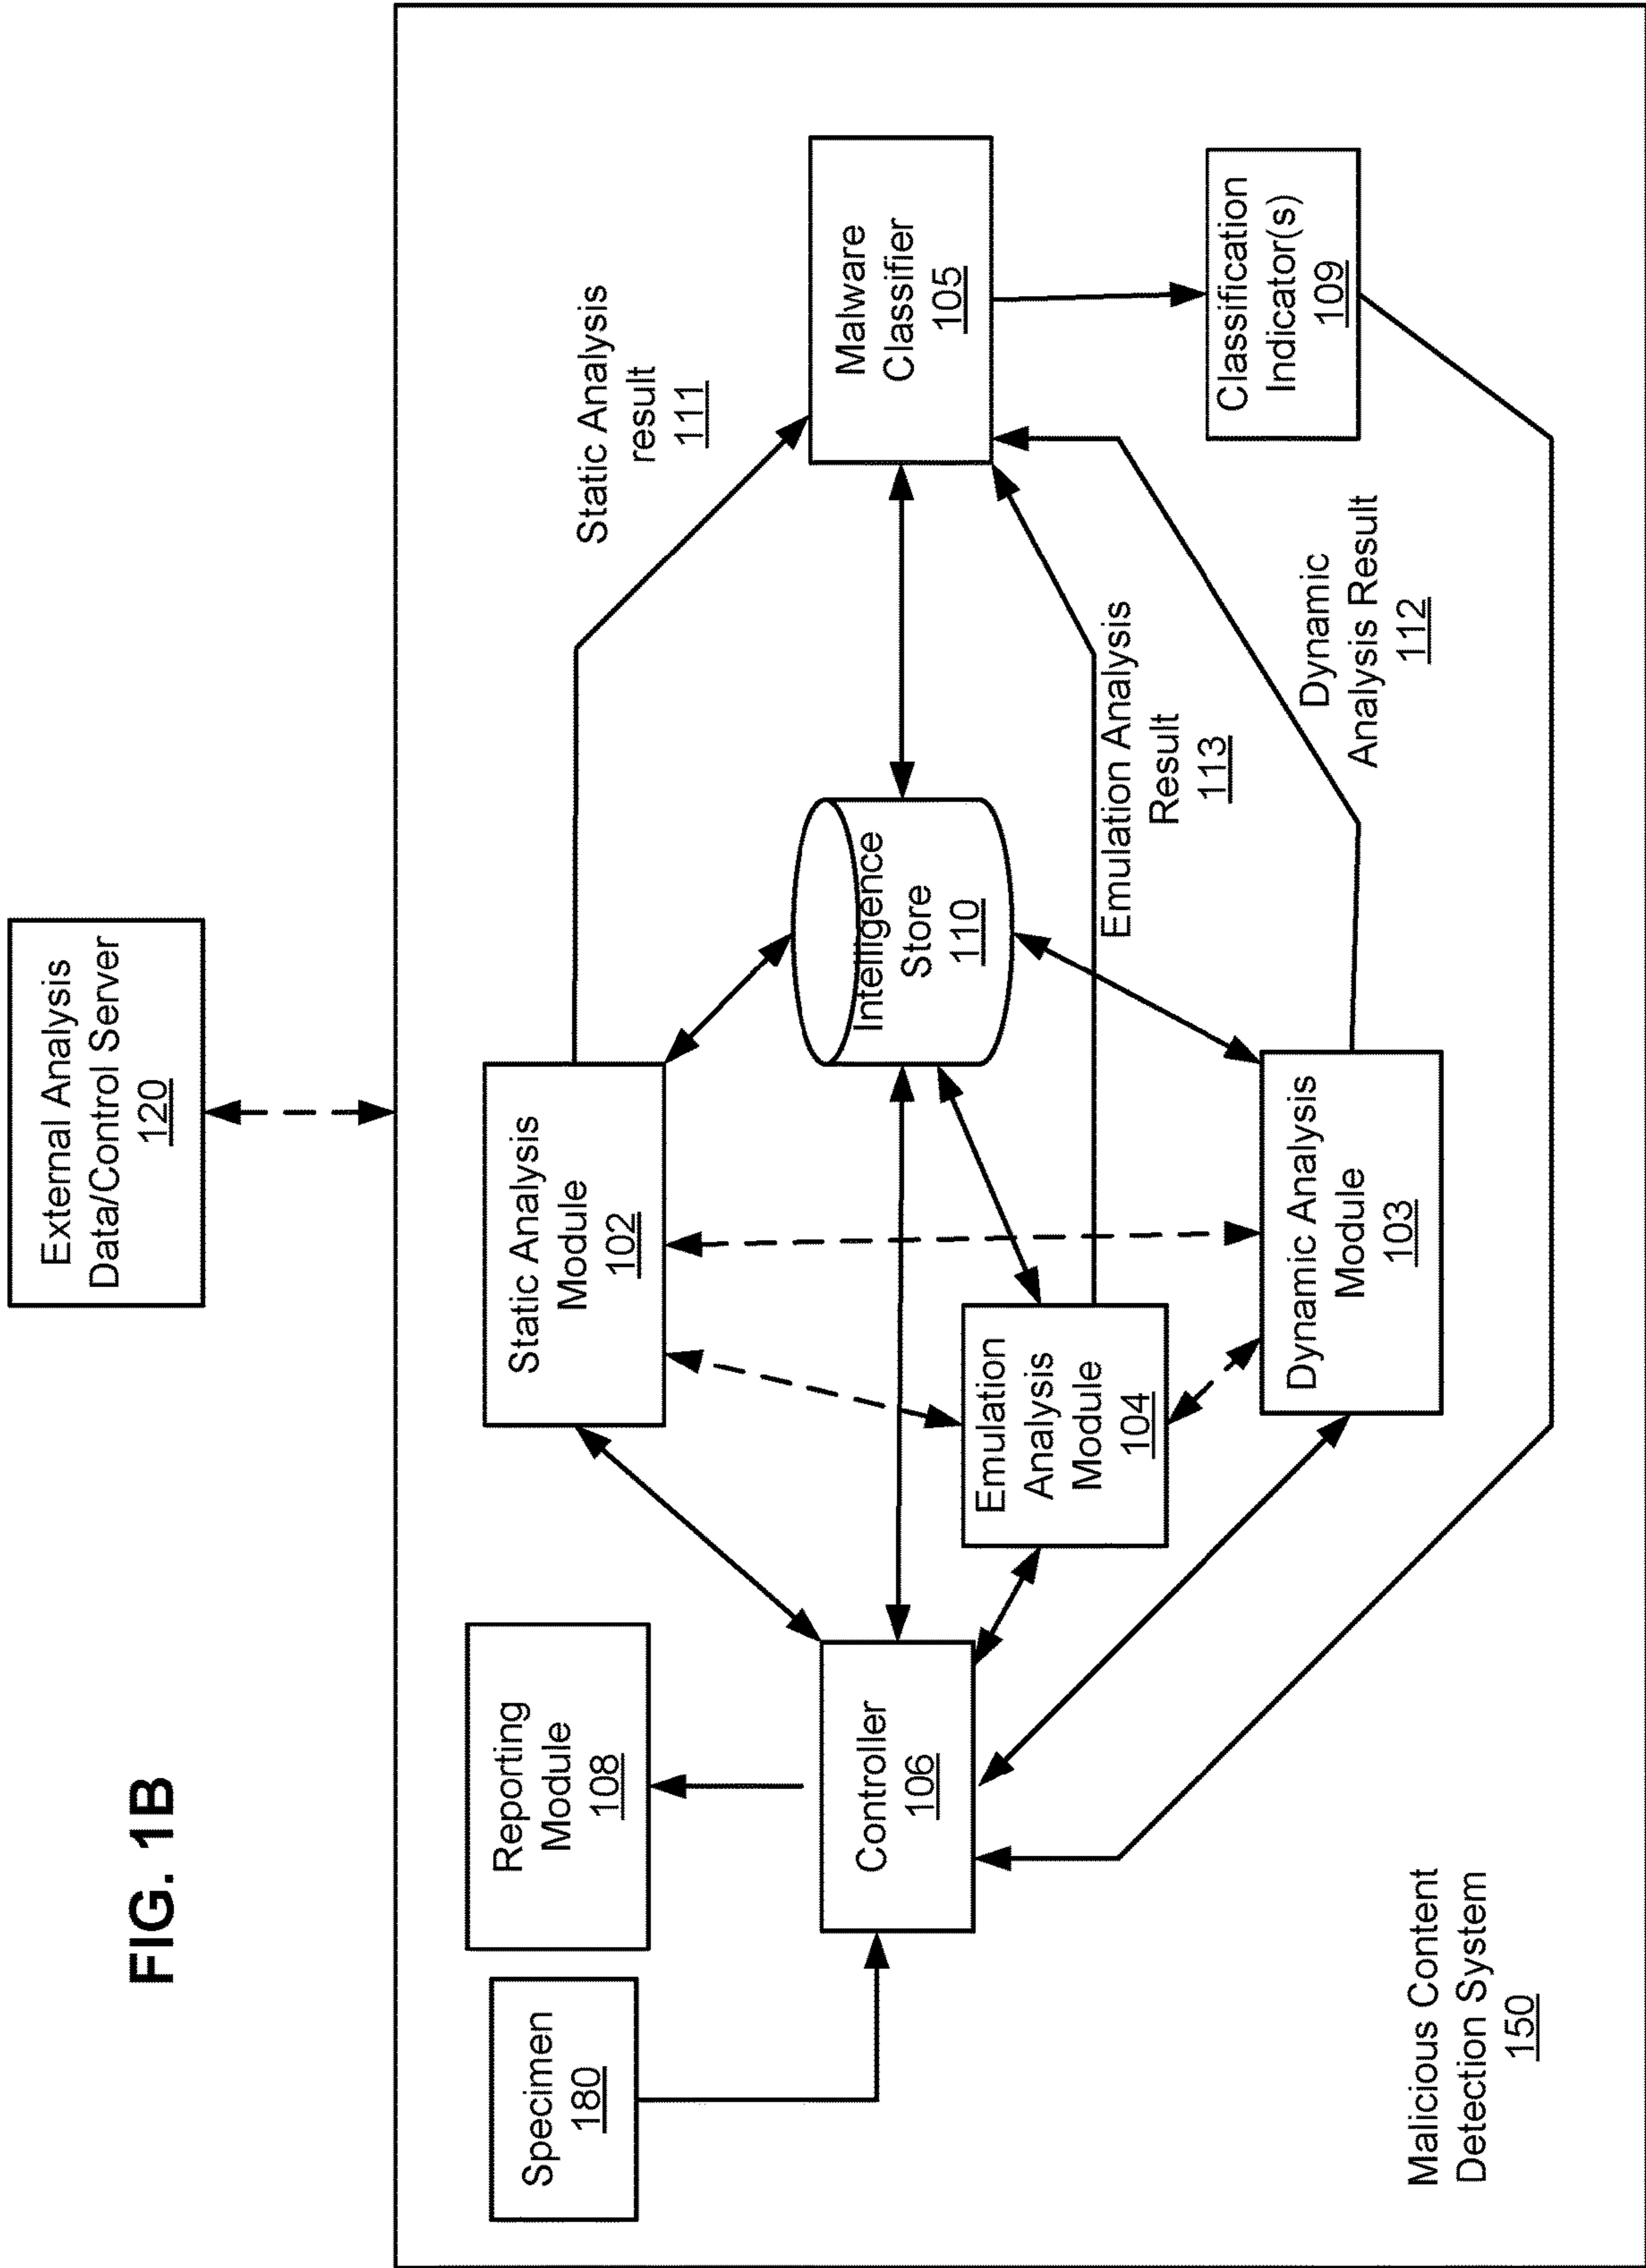 External Analysis
Data/Control Server
120
Static Analysis
result
111
Static Analysis
Module
102
Reporting
Module
108
Specimen
180
Malware
Classifier
105
Intelligence
Store
110
Controller
106
Emulation
Analysis
Module
104
Emulation Analysis
Result
113
Classification
Indicator(s)
109
Dynamic Analysis
Module
103
Dynamic
Analysis Result
112
Malicious Content
Detection System
150
FIG. 1B